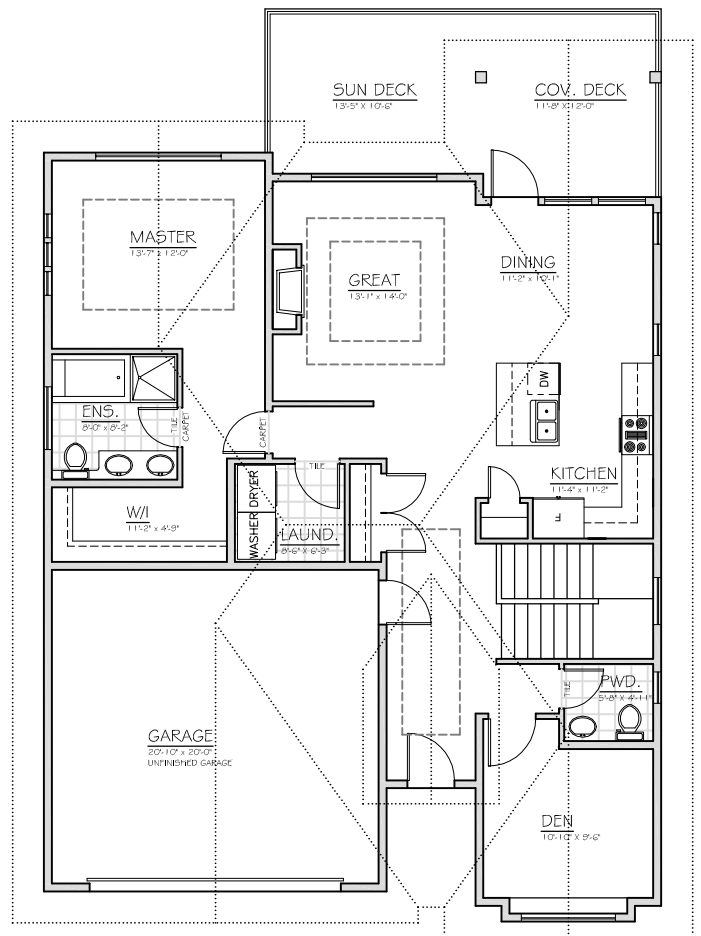 SUN DECK
13'-5" X 10'-6"
COV. DECK
11'-8" X 12'-0"
MASTER
13'-7" x 12'-0"
GREAT
13'-1" x 14'-0"
DINING
11'-2" x 10'-1"
DW
ENS.
8'-0" x 8'-2"
TILE
CARPET
CARPET
KITCHEN
11'-4" x 11'-2"
F
W/I
11'-2" x 4'-9"
TILE
WASHER DRYER
LAUND.
8'-6" X 6'-3"
PWD.
5'-8" X 4'-11"
TILE
GARAGE
20'-10" x 20'-0"
UNFINISHED GARAGE
DEN
10'-10" X 9'-6"